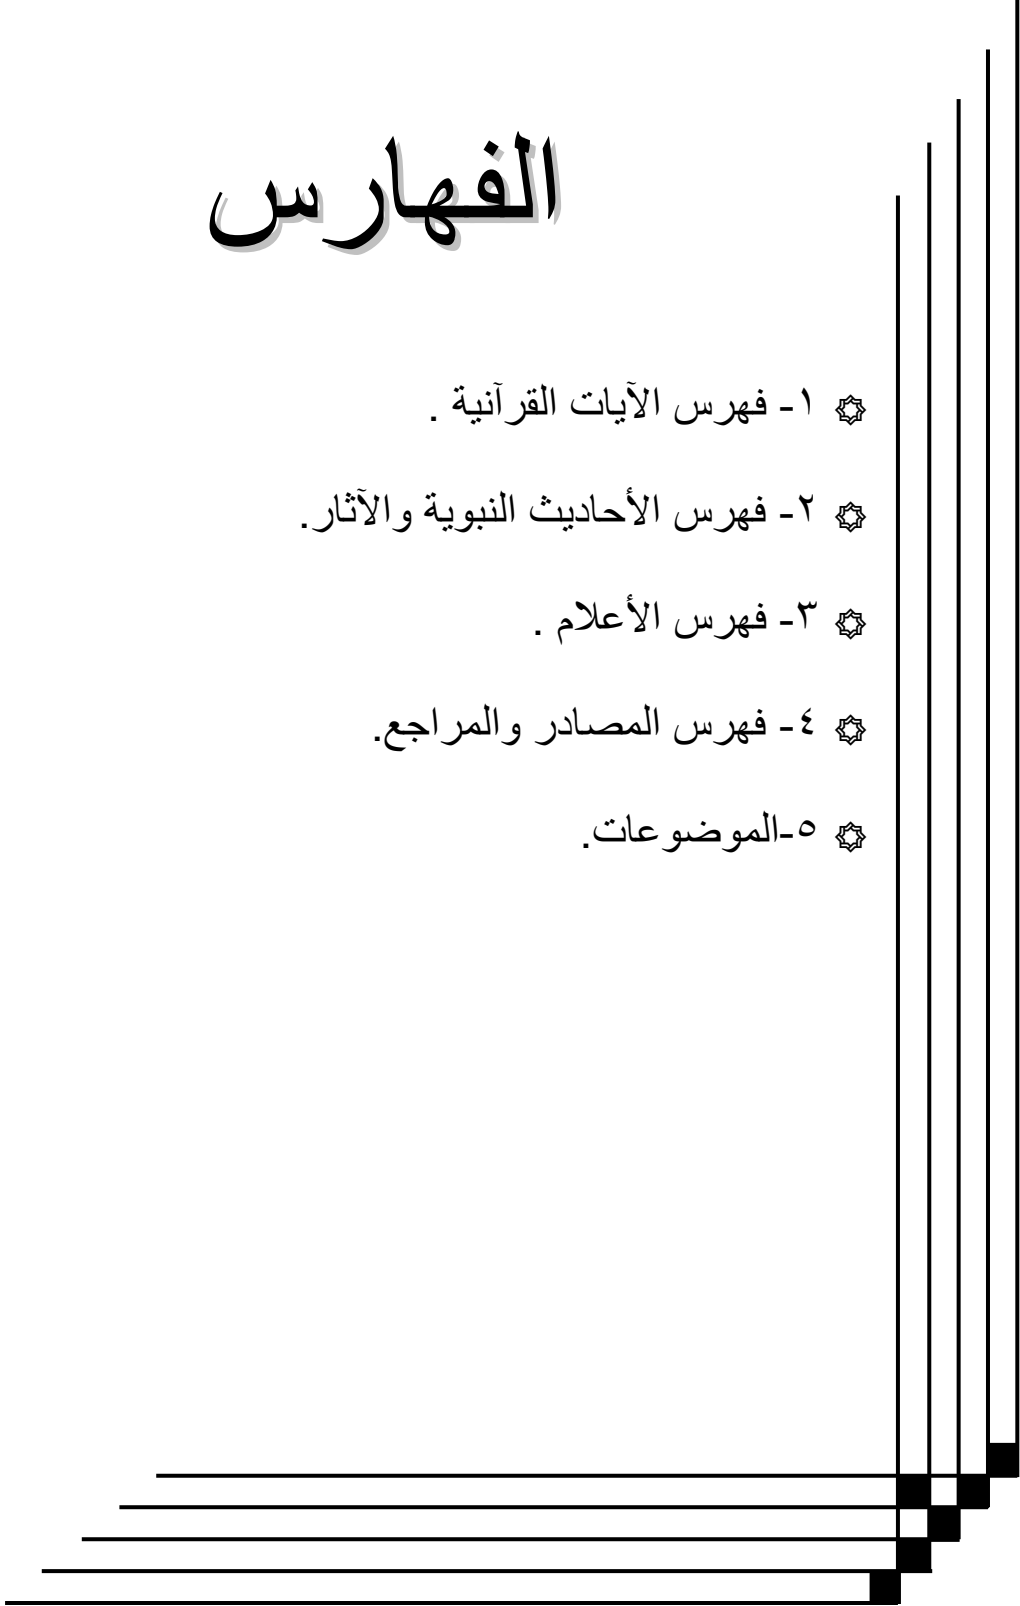 الفهارس
۞ ١- فهرس الآيات القرآنية .
۞ ٢- فهرس الأحاديث النبوية والآثار.
۞ ٣- فهرس الأعلام .
۞ ٤- فهرس المصادر والمراجع.
۞ ٥-الموضوعات.